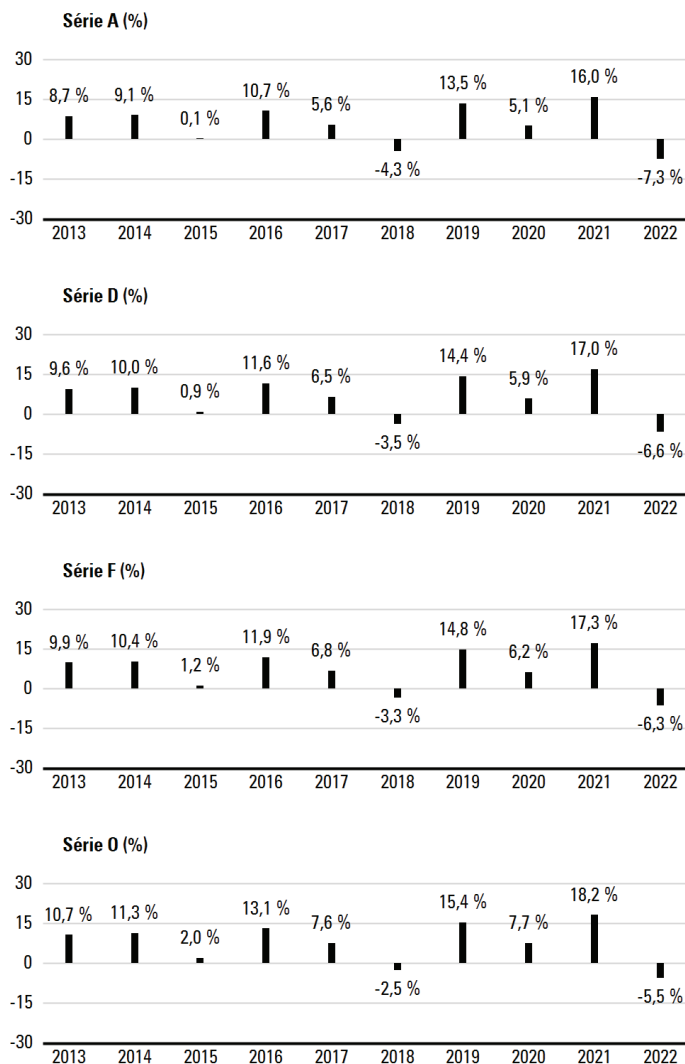 Série A (%)
30
8,7 % 9,1 % 0,1 % 10,7 % 5,6 % 13,5 % 5,1 % 16,0 %
15
0
-4,3 % -7,3 %
-15
-30
2013 2014 2015 2016 2017 2018 2019 2020 2021 2022
Série D (%)
30
9,6 % 10,0 % 0,9 % 11,6 % 6,5 % 14,4 % 5,9 % 17,0 %
15
0
-3,5 % -6,6 %
-15
-30
2013 2014 2015 2016 2017 2018 2019 2020 2021 2022
Série F (%)
30
9,9 % 10,4 % 1,2 % 11,9 % 6,8 % 14,8 % 6,2 % 17,3 %
15
0
-3,3 % -6,3 %
-15
-30
2013 2014 2015 2016 2017 2018 2019 2020 2021 2022
Série O (%)
30
10,7 % 11,3 % 2,0 % 13,1 % 7,6 % 15,4 % 7,7 % 18,2 %
15
0
-2,5 % -5,5 %
-15
-30
2013 2014 2015 2016 2017 2018 2019 2020 2021 2022